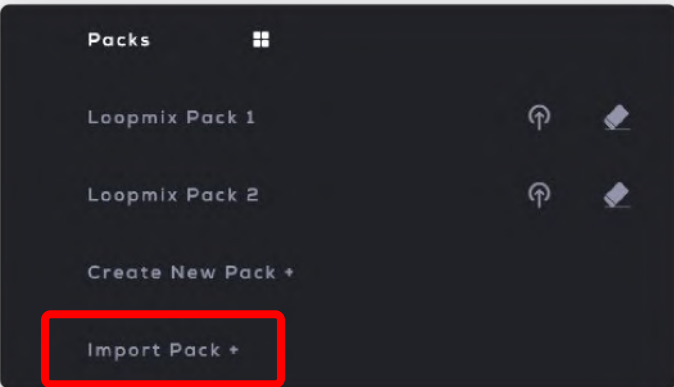 Packs
Loopmix Pack 1
Loopmix Pack 2
Create New Pack +
Import Pack +